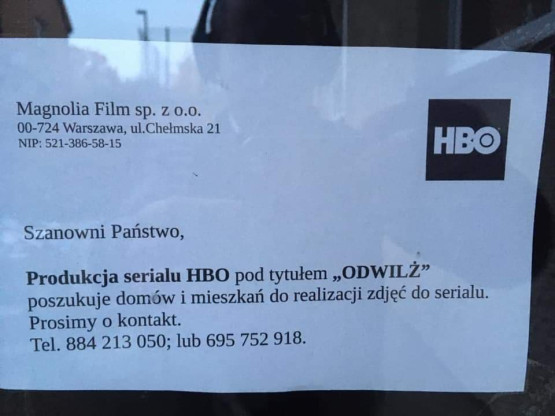 Magnolia Film sp. z o.o.
00-724 Warszawa, ul.Chełmska 21
NIP: 521-386-58-15
HBO
Szanowni Państwo,
Produkcja serialu HBO pod tytułem „ODWILŻ”
poszukuje domów i mieszkań do realizacji zdjęć do serialu.
Prosimy o kontakt.
Tel. 884 213 050; lub 695 752 918.